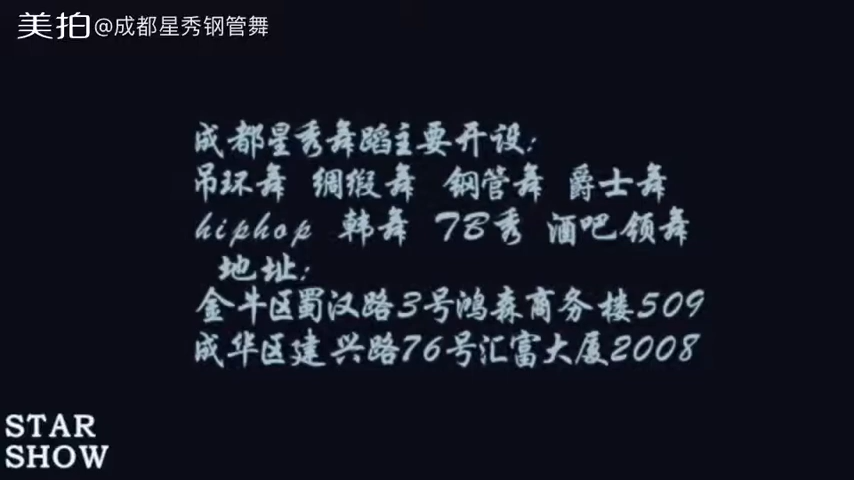 美拍@成都星秀钢管舞
成都星秀舞蹈主要开设:
吊环舞 绸缎舞 钢管舞 爵士舞
hiphop 韩舞 TB秀 酒吧领舞
地址:
金牛区蜀汉路3号鸿森商务楼509
成华区建兴路76号汇富大厦2008
STAR
SHOW